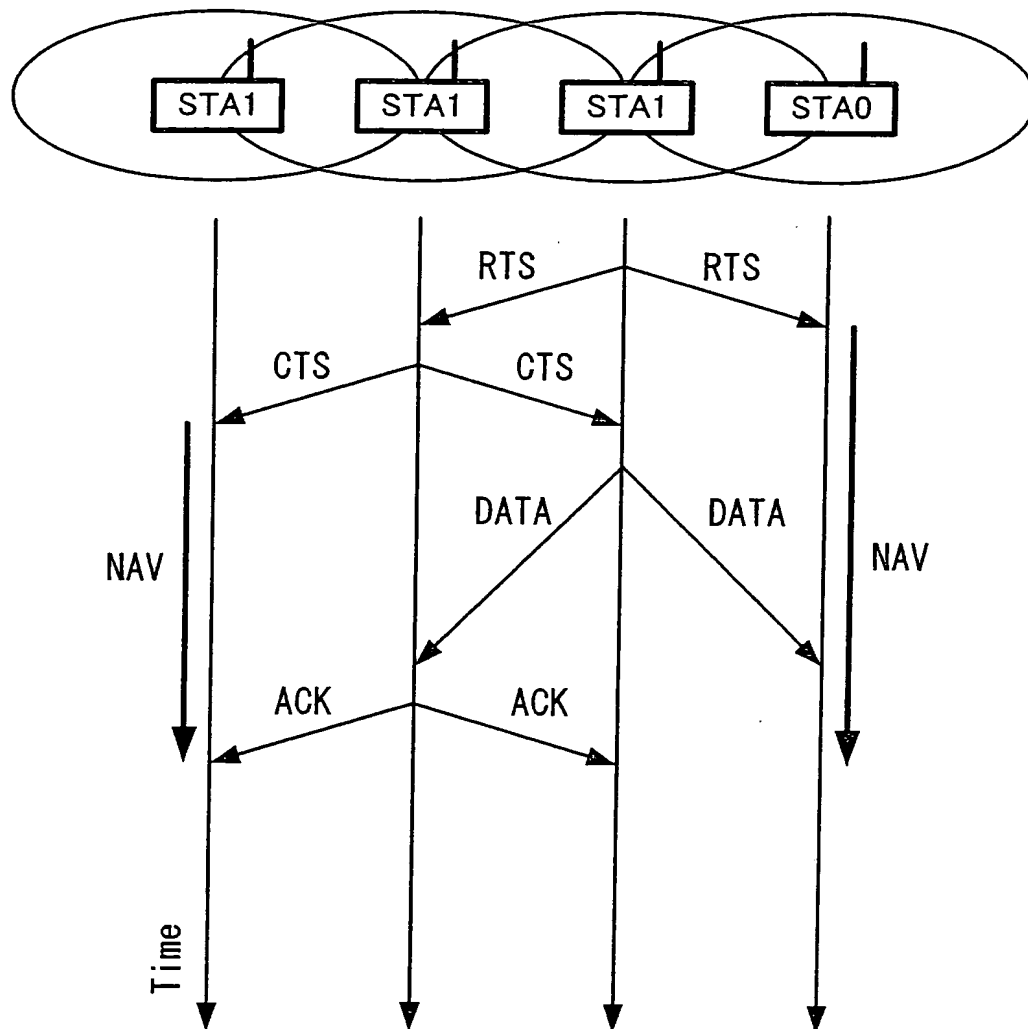 STA1 STA1 STA1 STA0
RTS RTS
CTS CTS
DATA DATA
NAV NAV
ACK ACK
Time